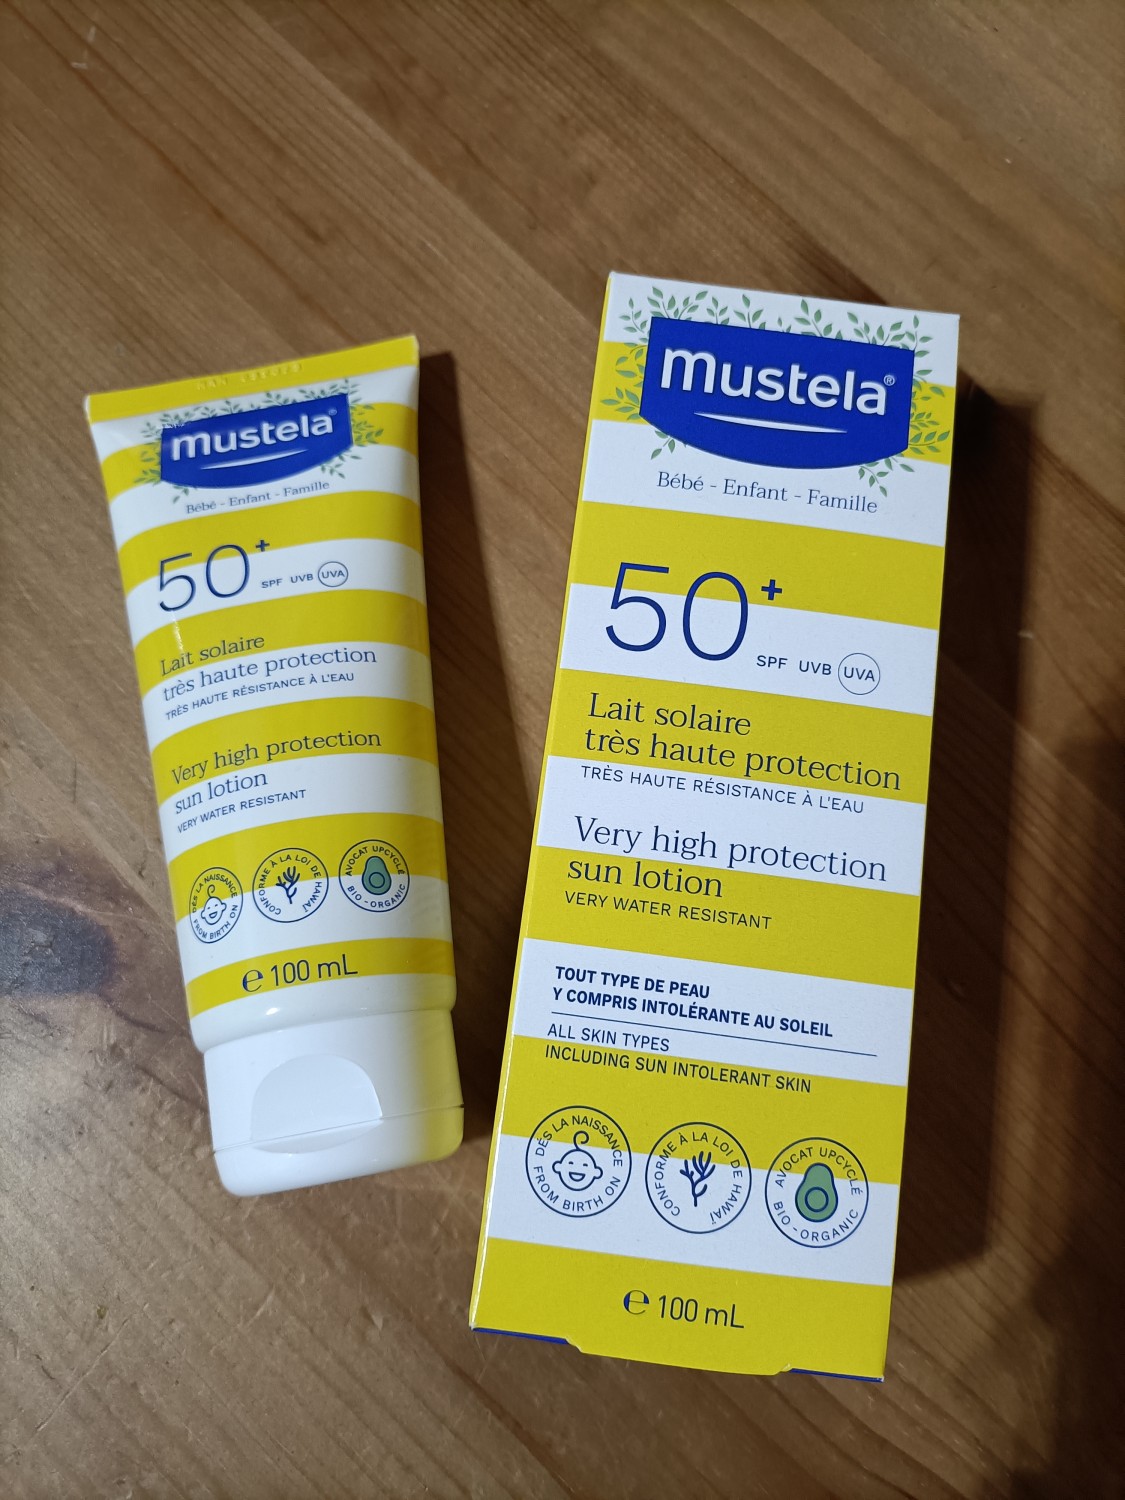 mustela®
Bébé - Enfant - Famille
50+
SPF UVB UVA
Lait solaire
très haute protection
TRÈS HAUTE RÉSISTANCE À L'EAU
Very high protection
sun lotion
VERY WATER RESISTANT
DÈS LA NAISSANCE
FROM BIRTH ON
CONFORME À LA LOI DE HAWAÏ
AVOCAT UPCYCLÉ
BIO - ORGANIC
℮ 100 mL
mustela®
Bébé - Enfant - Famille
50+
SPF UVB UVA
Lait solaire
très haute protection
TRÈS HAUTE RÉSISTANCE À L'EAU
Very high protection
sun lotion
VERY WATER RESISTANT
TOUT TYPE DE PEAU
Y COMPRIS INTOLÉRANTE AU SOLEIL
ALL SKIN TYPES
INCLUDING SUN INTOLERANT SKIN
DÈS LA NAISSANCE
FROM BIRTH ON
CONFORME À LA LOI DE HAWAÏ
AVOCAT UPCYCLÉ
BIO - ORGANIC
℮ 100 mL